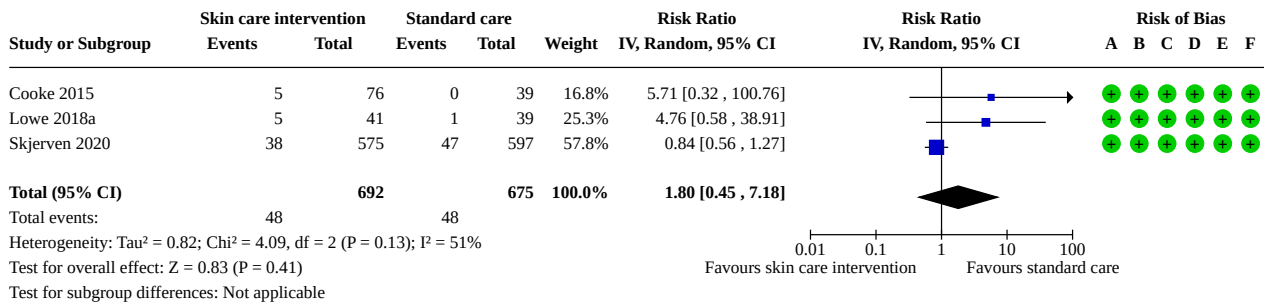 Skin care intervention Standard care Risk Ratio Risk Ratio Risk of Bias
Study or Subgroup Events Total Events Total Weight IV, Random, 95% CI IV, Random, 95% CI A B C D E F
Cooke 2015 5 76 0 39 16.8% 5.71 [0.32 , 100.76] + + + + + +
Lowe 2018a 5 41 1 39 25.3% 4.76 [0.58 , 38.91] + + + + + +
Skjerven 2020 38 575 47 597 57.8% 0.84 [0.56 , 1.27] + + + + + +
Total (95% CI) 692 675 100.0% 1.80 [0.45 , 7.18]
Total events: 48 48
Heterogeneity: Tau² = 0.82; Chi² = 4.09, df = 2 (P = 0.13); I² = 51%
0.01 0.1 1 10 100
Test for overall effect: Z = 0.83 (P = 0.41) Favours skin care intervention Favours standard care
Test for subgroup differences: Not applicable